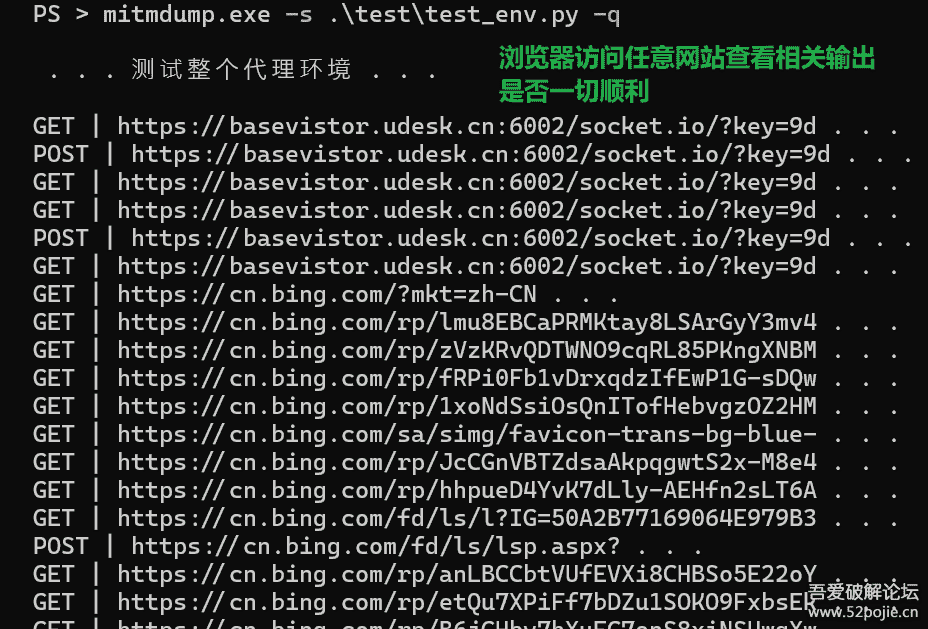 PS > mitmdump.exe -s .\test\test_env.py -q
. . . 测试整个代理环境 . . .
浏览器访问任意网站查看相关输出
是否一切顺利
GET | https://basevistor.udesk.cn:6002/socket.io/?key=9d . . .
POST | https://basevistor.udesk.cn:6002/socket.io/?key=9d . . .
GET | https://basevistor.udesk.cn:6002/socket.io/?key=9d . . .
GET | https://basevistor.udesk.cn:6002/socket.io/?key=9d . . .
POST | https://basevistor.udesk.cn:6002/socket.io/?key=9d . . .
GET | https://basevistor.udesk.cn:6002/socket.io/?key=9d . . .
GET | https://cn.bing.com/?mkt=zh-CN . . .
GET | https://cn.bing.com/rp/lmu8EBCaPRMKtay8LSArGyY3mv4 . . .
GET | https://cn.bing.com/rp/zVzKRvQDTWNO9cqRL85PKngXNBM . . .
GET | https://cn.bing.com/rp/fRPi0Fb1vDrxqdzIfEwP1G-sDQw . . .
GET | https://cn.bing.com/rp/1xoNdSsiOsQnITofHebvgzOZ2HM . . .
GET | https://cn.bing.com/sa/simg/favicon-trans-bg-blue- . . .
GET | https://cn.bing.com/rp/JcCGnVBTZdsaAkpqgwtS2x-M8e4 . . .
GET | https://cn.bing.com/rp/hhpueD4YvK7dLly-AEHfn2sLT6A . . .
GET | https://cn.bing.com/fd/ls/l?IG=50A2B77169064E979B3 . . .
POST | https://cn.bing.com/fd/ls/lsp.aspx? . . .
GET | https://cn.bing.com/rp/anLBCCbtVUfEVXi8CHBSo5E22oY . . .
GET | https://cn.bing.com/rp/etQu7XPiFf7bDZu1SOKO9FxbsER
吾爱破解论坛
www.52pojie.cn
GET | https://cn.bing.com/rp/